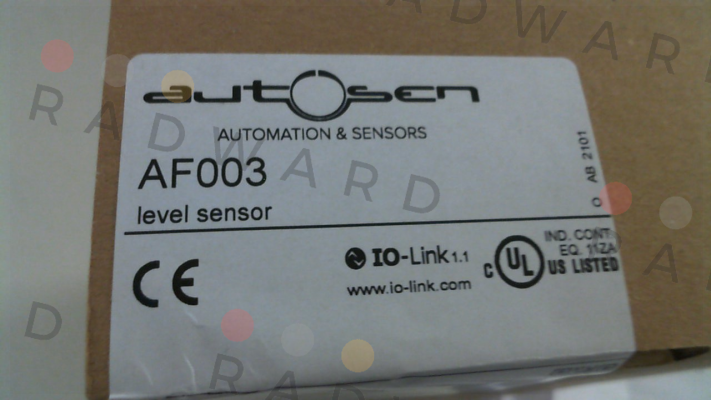 autosen
AUTOMATION & SENSORS
AF003
level sensor
O AB 2101
CE
IO-Link 1.1
www.io-link.com
c UL US LISTED
IND. CONT.
EQ. 11ZA
RADWARD
RADWARD